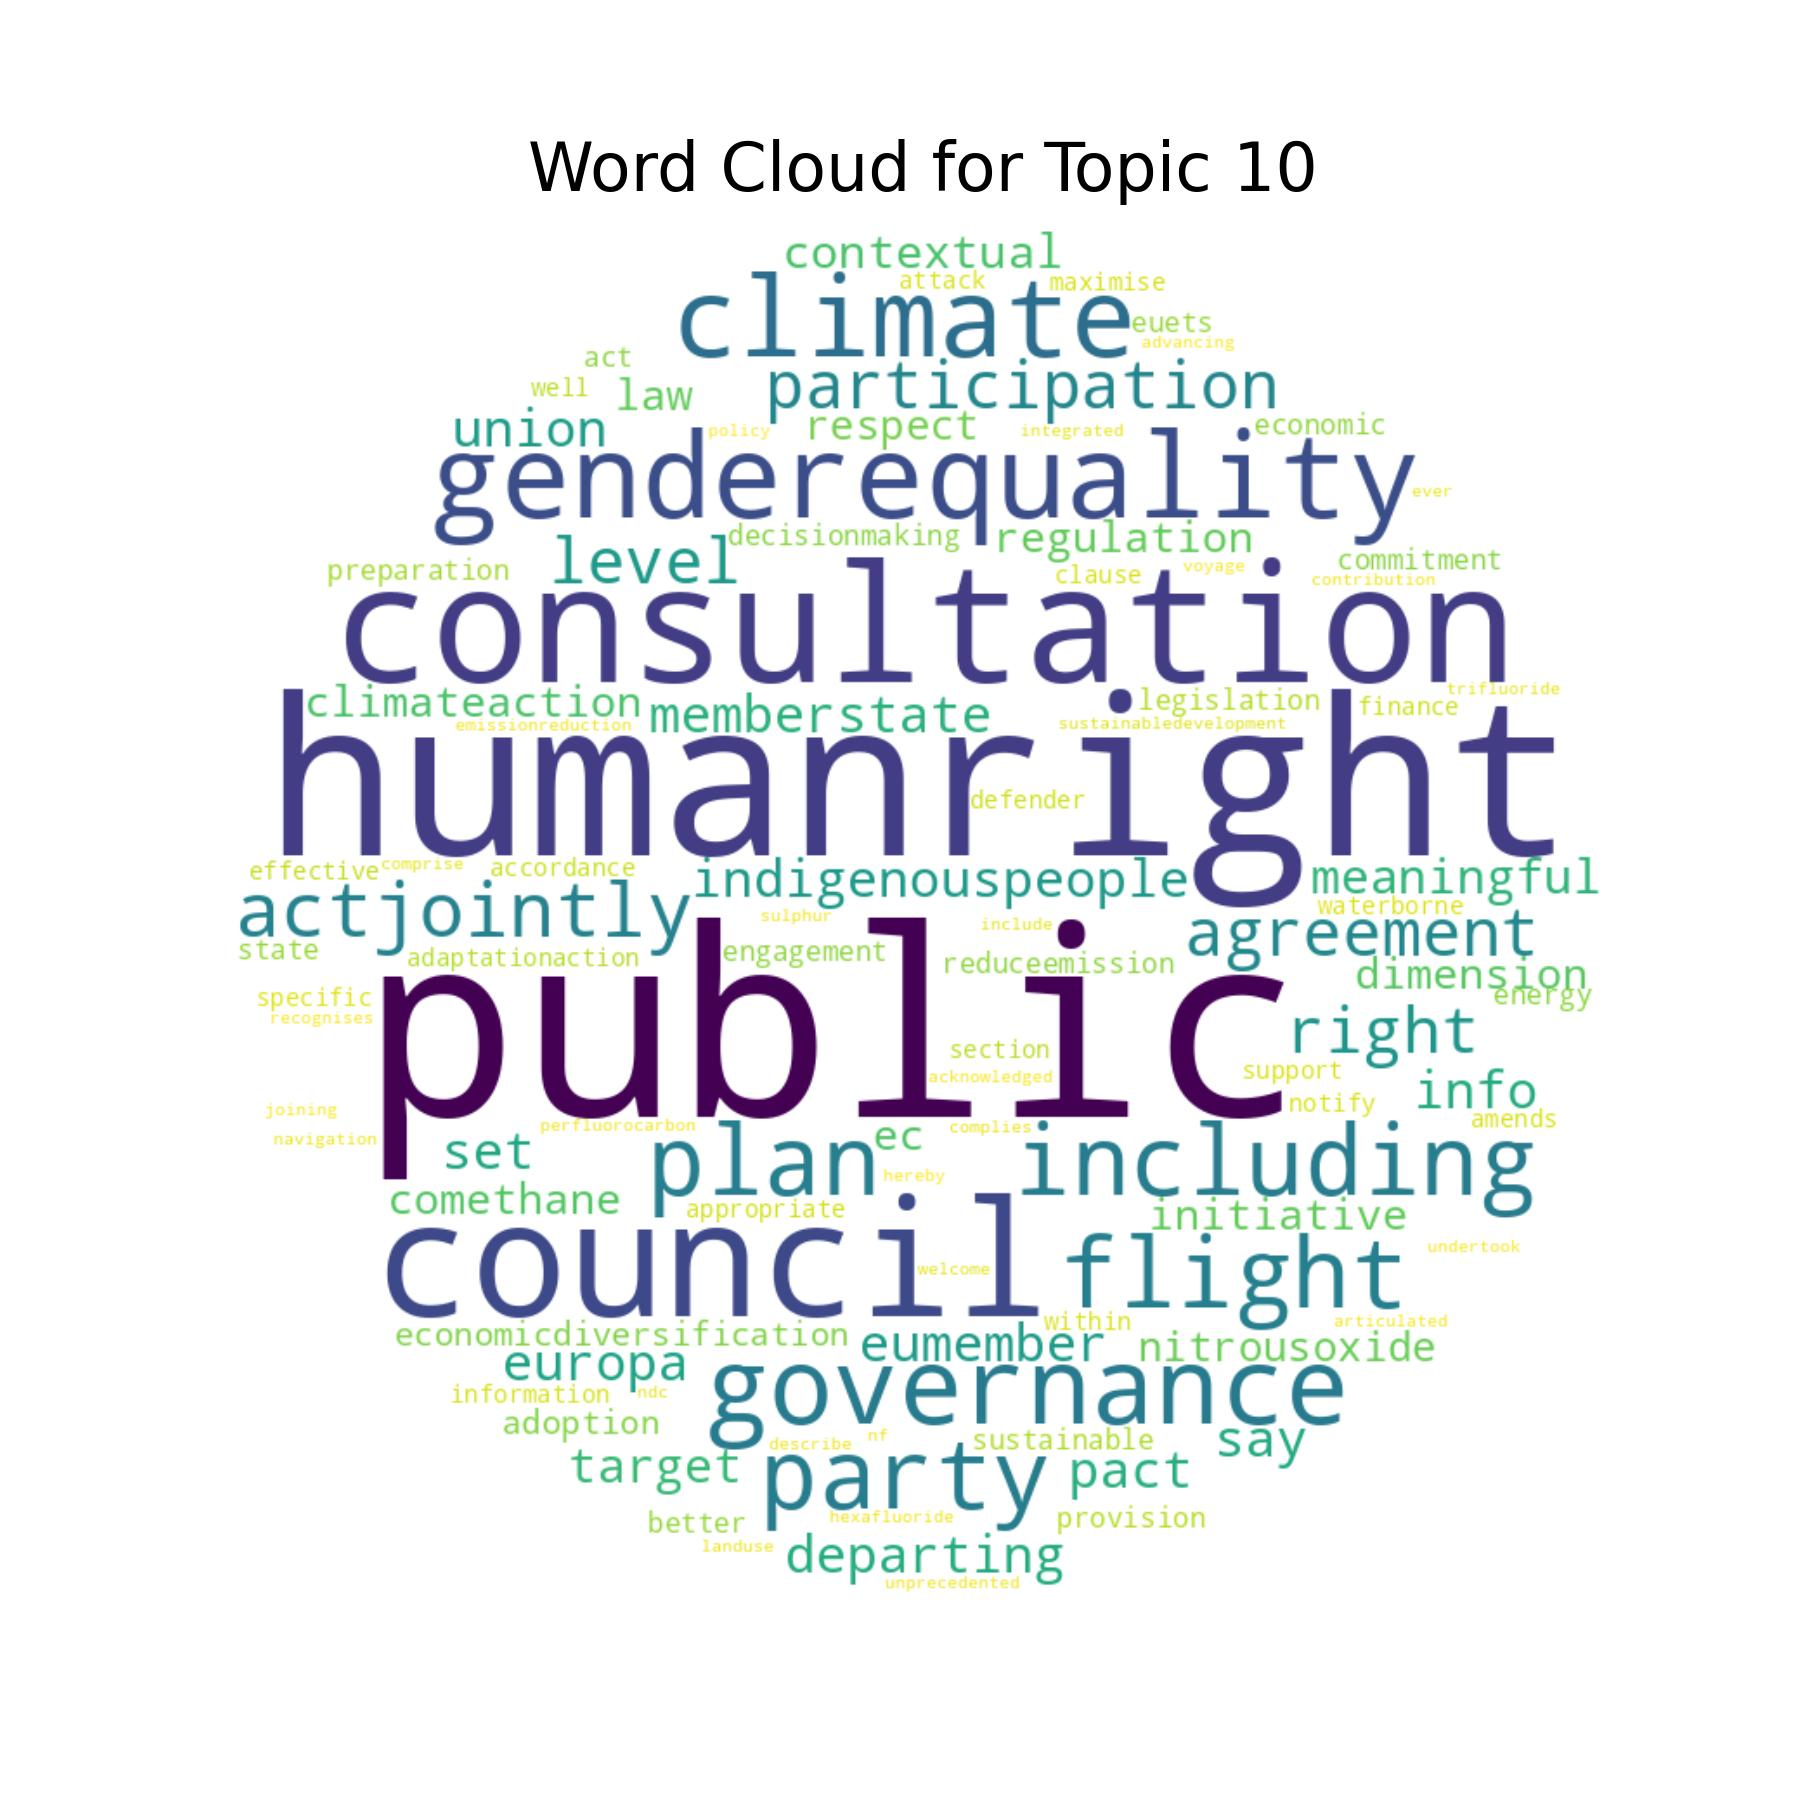 Word Cloud for Topic 10
contextual
attack maximise
climate euets
advancing
act
well law participation
union policy respect integrated economic
genderequality ever
decisionmaking regulation
preparation level clause voyage commitment
contribution
consultation
climateaction memberstate legislation finance trifluoride
emissionreduction sustainabledevelopment
humanright
defender
effective comprise accordance indigenouspeople meaningful
actjointly sulphur include waterborne agreement
state adaptationaction engagement reduceemission dimension
specific energy
recognises
public right
section
acknowledged support info
joining notify
navigation perfluorocarbon complies amends
set plan ec including
hereby
comethane appropriate initiative
council flight undertook
welcome
economicdiversification within articulated
europa eumember nitrousoxide
information ndc governance
adoption describe nf sustainable say
target party pact
better hexafluoride provision
landuse departing
unprecedented